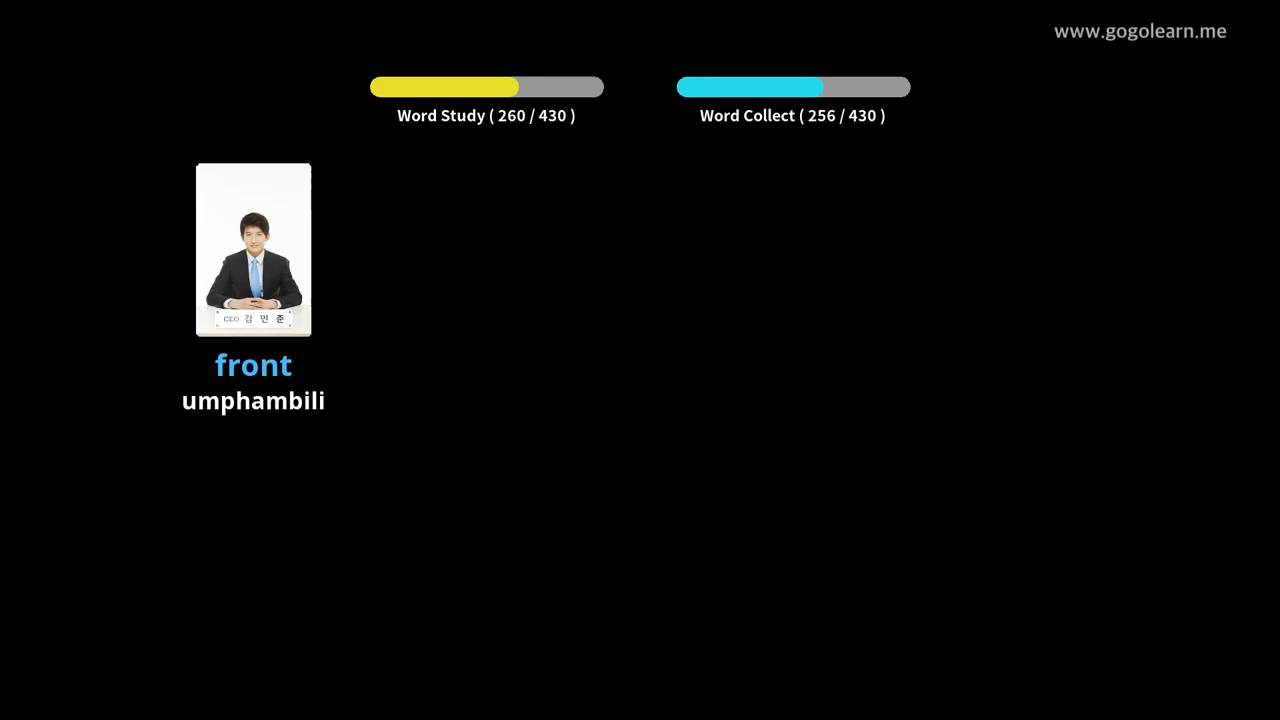 www.gogolearn.me
Word Study ( 260 / 430 )
Word Collect ( 256 / 430 )
CEO 김 민 준
front
umphambili